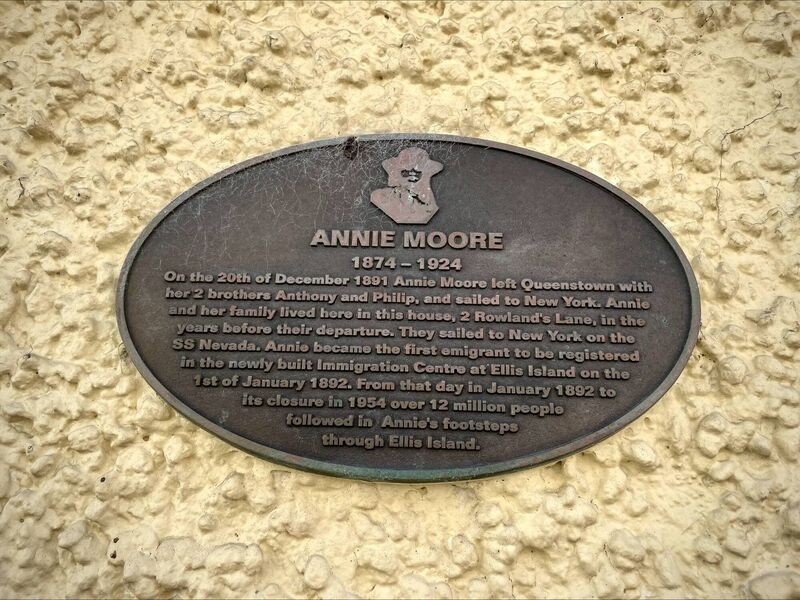 ANNIE MOORE
1874 – 1924
On the 20th of December 1891 Annie Moore left Queenstown with
her 2 brothers Anthony and Philip, and sailed to New York. Annie
and her family lived here in this house, 2 Rowland's Lane, in the
years before their departure. They sailed to New York on the
SS Nevada. Annie became the first emigrant to be registered
in the newly built Immigration Centre at Ellis Island on the
1st of January 1892. From that day in January 1892 to
its closure in 1954 over 12 million people
followed in Annie's footsteps
through Ellis Island.